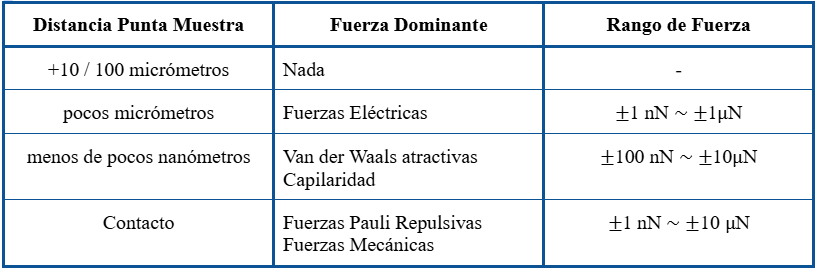 Distancia Punta Muestra Fuerza Dominante Rango de Fuerza
+10 / 100 micrómetros Nada -
pocos micrómetros Fuerzas Eléctricas ±1 nN ~ ±1μN
menos de pocos nanómetros Van der Waals atractivas ±100 nN ~ ±10μN
Capilaridad
Contacto Fuerzas Pauli Repulsivas ±1 nN ~ ±10 μN
Fuerzas Mecánicas